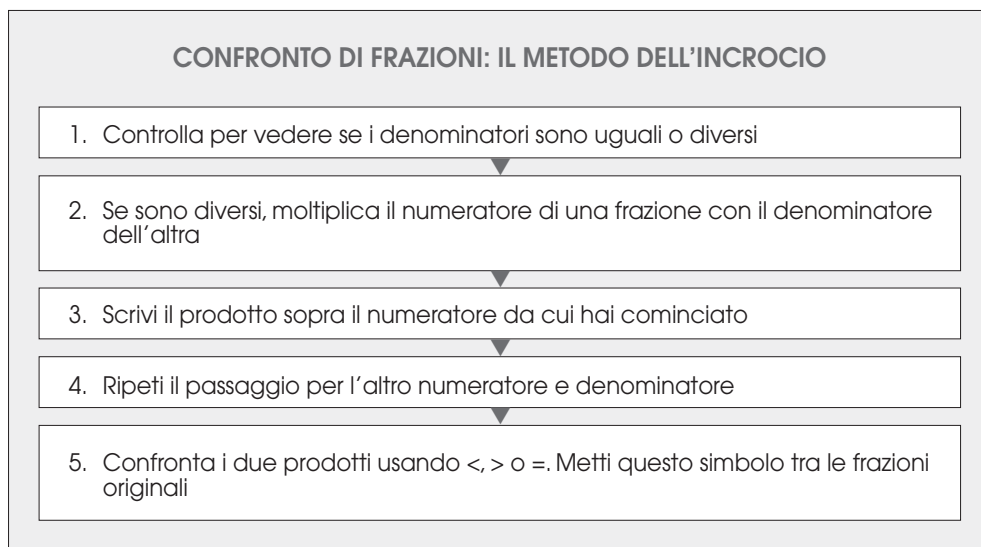 CONFRONTO DI FRAZIONI: IL METODO DELL'INCROCIO
1. Controlla per vedere se i denominatori sono uguali o diversi
2. Se sono diversi, moltiplica il numeratore di una frazione con il denominatore
dell'altra
3. Scrivi il prodotto sopra il numeratore da cui hai cominciato
4. Ripeti il passaggio per l'altro numeratore e denominatore
5. Confronta i due prodotti usando <, > o =. Metti questo simbolo tra le frazioni
originali